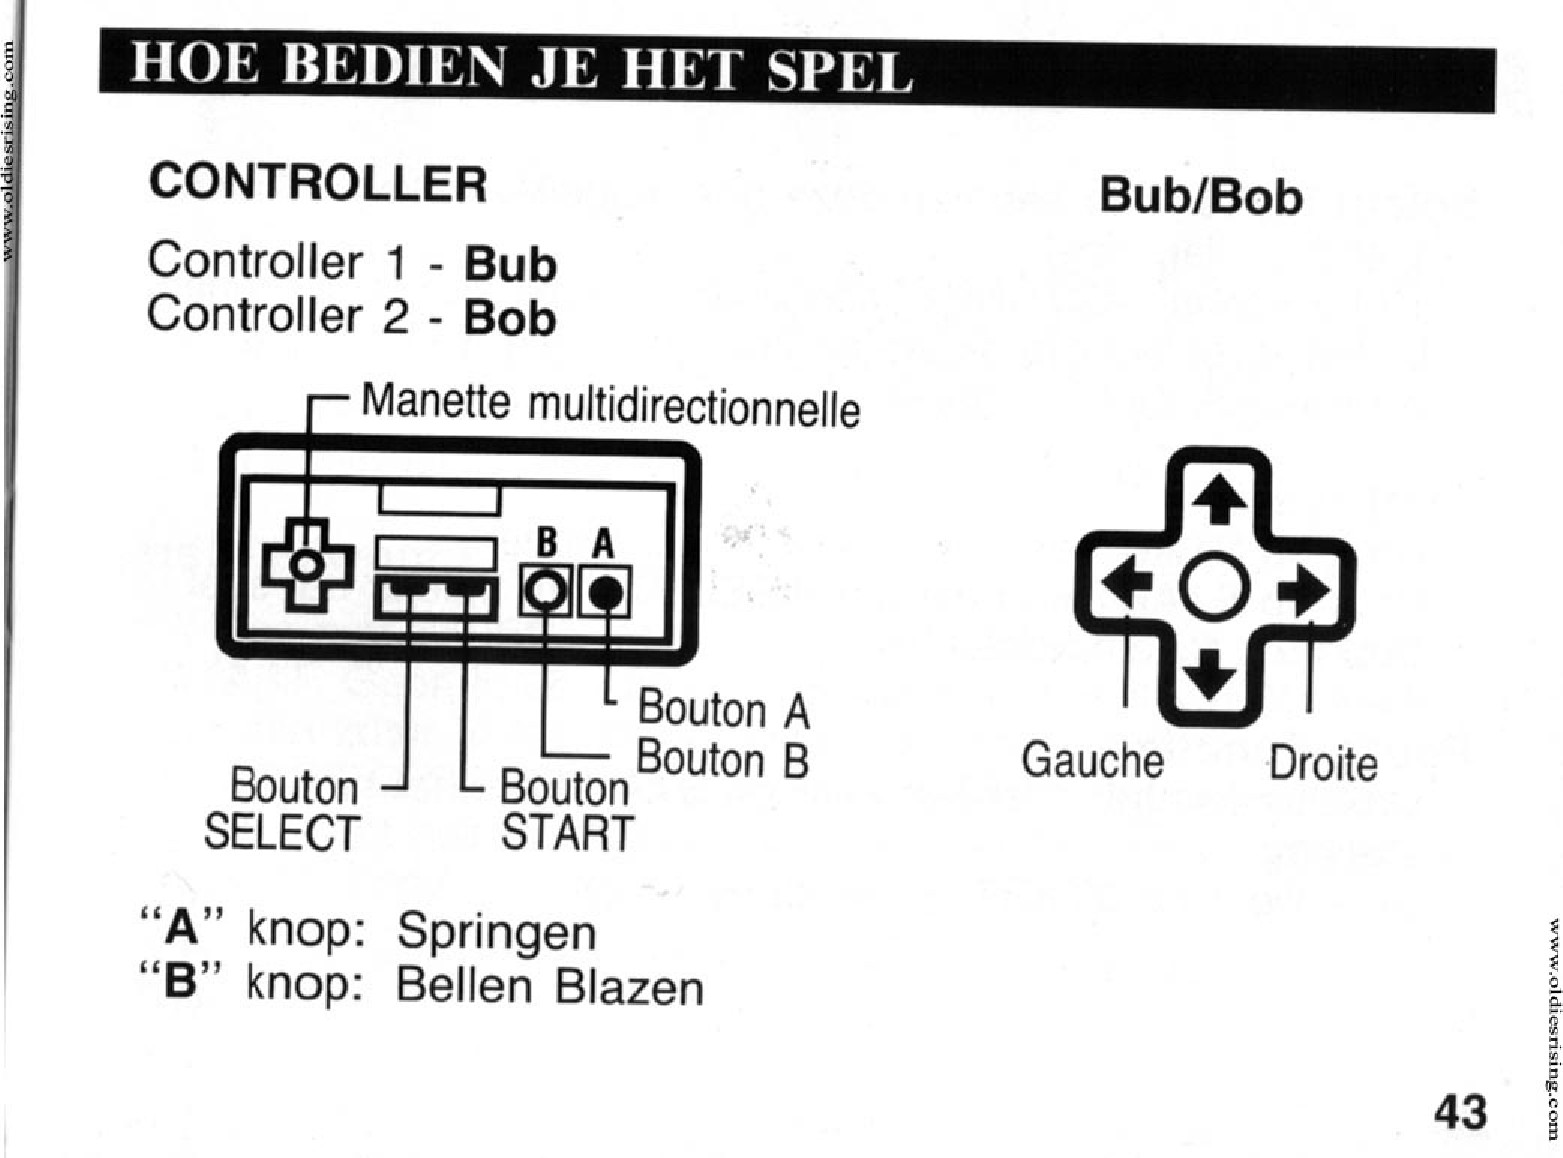 HOE BEDIEN JE HET SPEL
CONTROLLER
Controller 1 - Bub
Controller 2 - Bob
Manette multidirectionnelle
B A
Bouton A
Bouton B
Bouton
SELECT
Bouton
START
Bub/Bob
Gauche
Droite
“A” knop: Springen
“B” knop: Bellen Blazen
43
www.oldiesrising.com
www.oldiesrising.com